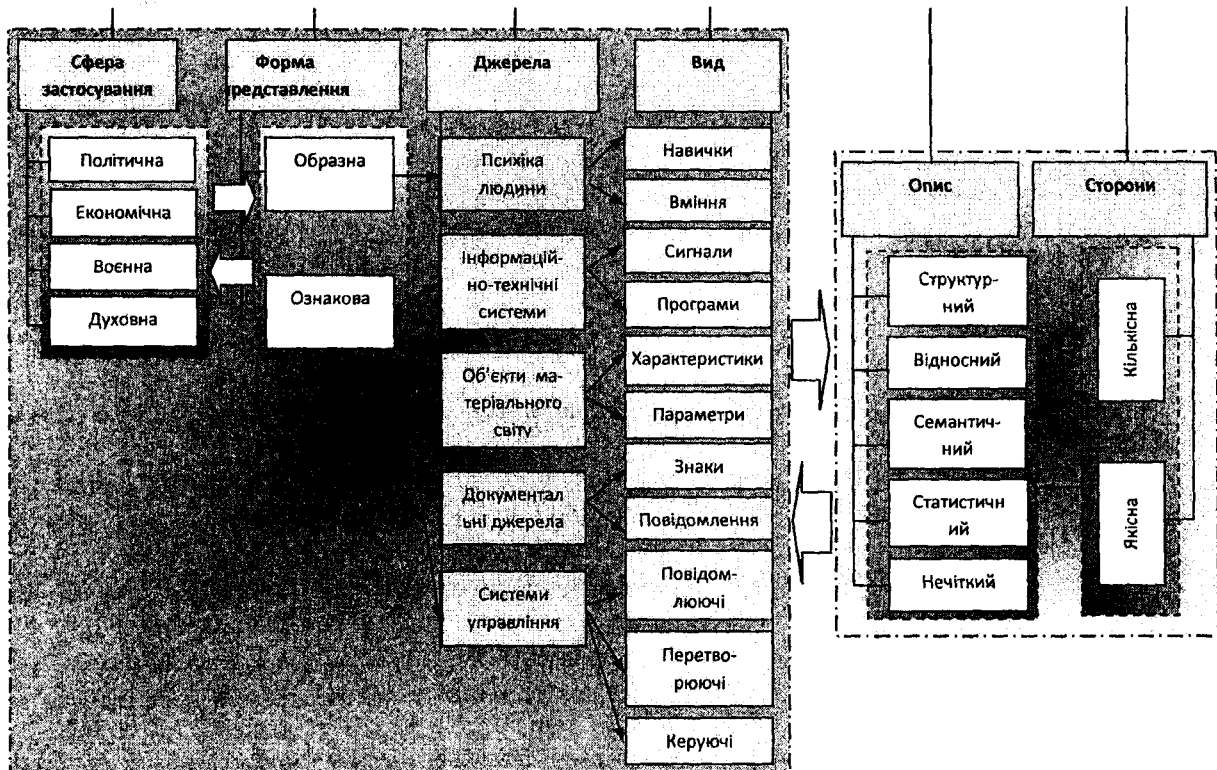 Сфера
застосування
Форма
представлення
Джерела
Вид
Політична
Економічна
Воєнна
Духовна
Образна
Ознакова
Психіка
людини
Інформацій-
но-технічні
системи
Об'єкти ма-
теріального
світу
Документал
ьні джерела
Системи
управління
Навички
Вміння
Сигнали
Програми
Характеристики
Параметри
Знаки
Повідомлення
Повідом-
люючі
Перетво-
рюючі
Керуючі
Опис
Сторони
Структур-
ний
Відносний
Семантич-
ний
Статистичн
ий
Нечіткий
Кількісна
Якісна